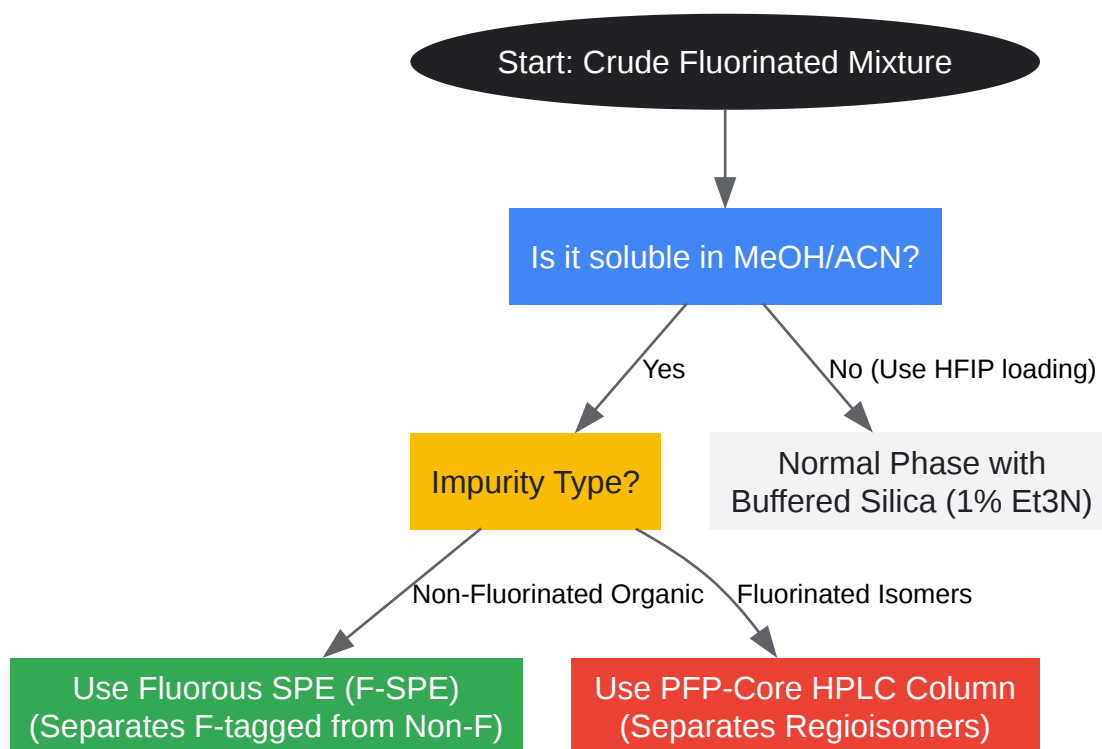 Start: Crude Fluorinated Mixture
Is it soluble in MeOH/ACN?
Yes
No (Use HFIP loading)
Impurity Type?
Normal Phase with
Buffered Silica (1% Et3N)
Non-Fluorinated Organic
Fluorinated Isomers
Use Fluorous SPE (F-SPE)
(Separates F-tagged from Non-F)
Use PFP-Core HPLC Column
(Separates Regioisomers)